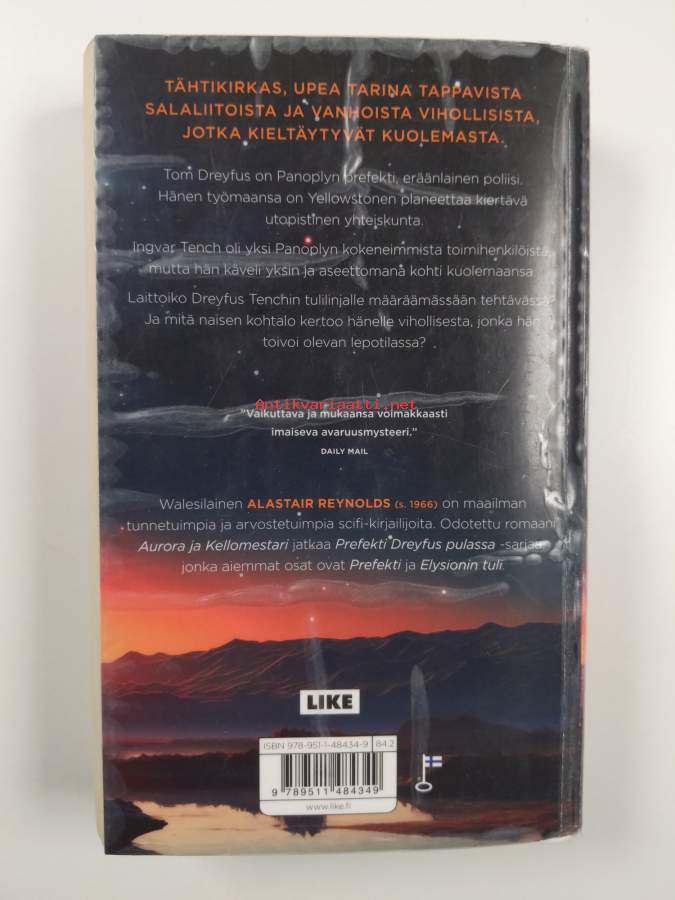 TÄHTIKIRKAS, UPEA TARINA TAPPAVISTA
SALALIITOISTA JA VANHOISTA VIHOLLISISTA,
JOTKA KIELTÄYTYVÄT KUOLEMASTA.
Tom Dreyfus on Panoplyn prefekti, eräänlainen poliisi.
Hänen työmaansa on Yellowstonen planeettaa kiertävä
utopistinen yhteiskunta.
Ingvar Tench oli yksi Panoplyn kokeneimmista toimihenkilöistä,
mutta hän käveli yksin ja aseettomana kohti kuolemaansa.
Laittoiko Dreyfus Tenchin tulilinjalle määräämässään tehtävässä?
Ja mitä naisen kohtalo kertoo hänelle vihollisesta, jonka hän
toivoi olevan lepotilassa?
Antikvariaatti.net
"Vaikuttava ja mukaansa voimakkaasti
imaiseva avaruusmysteeri."
DAILY MAIL
Walesilainen ALASTAIR REYNOLDS (s. 1966) on maailman
tunnetuimpia ja arvostetuimpia scifi-kirjailijoita. Odotettu romaani
Aurora ja Kellomestari jatkaa Prefekti Dreyfus pulassa -sarjaa,
jonka aiemmat osat ovat Prefekti ja Elysionin tuli.
LIKE
ISBN 978-951-1-48434-9 84.2
9 789511 484349
www.like.fi